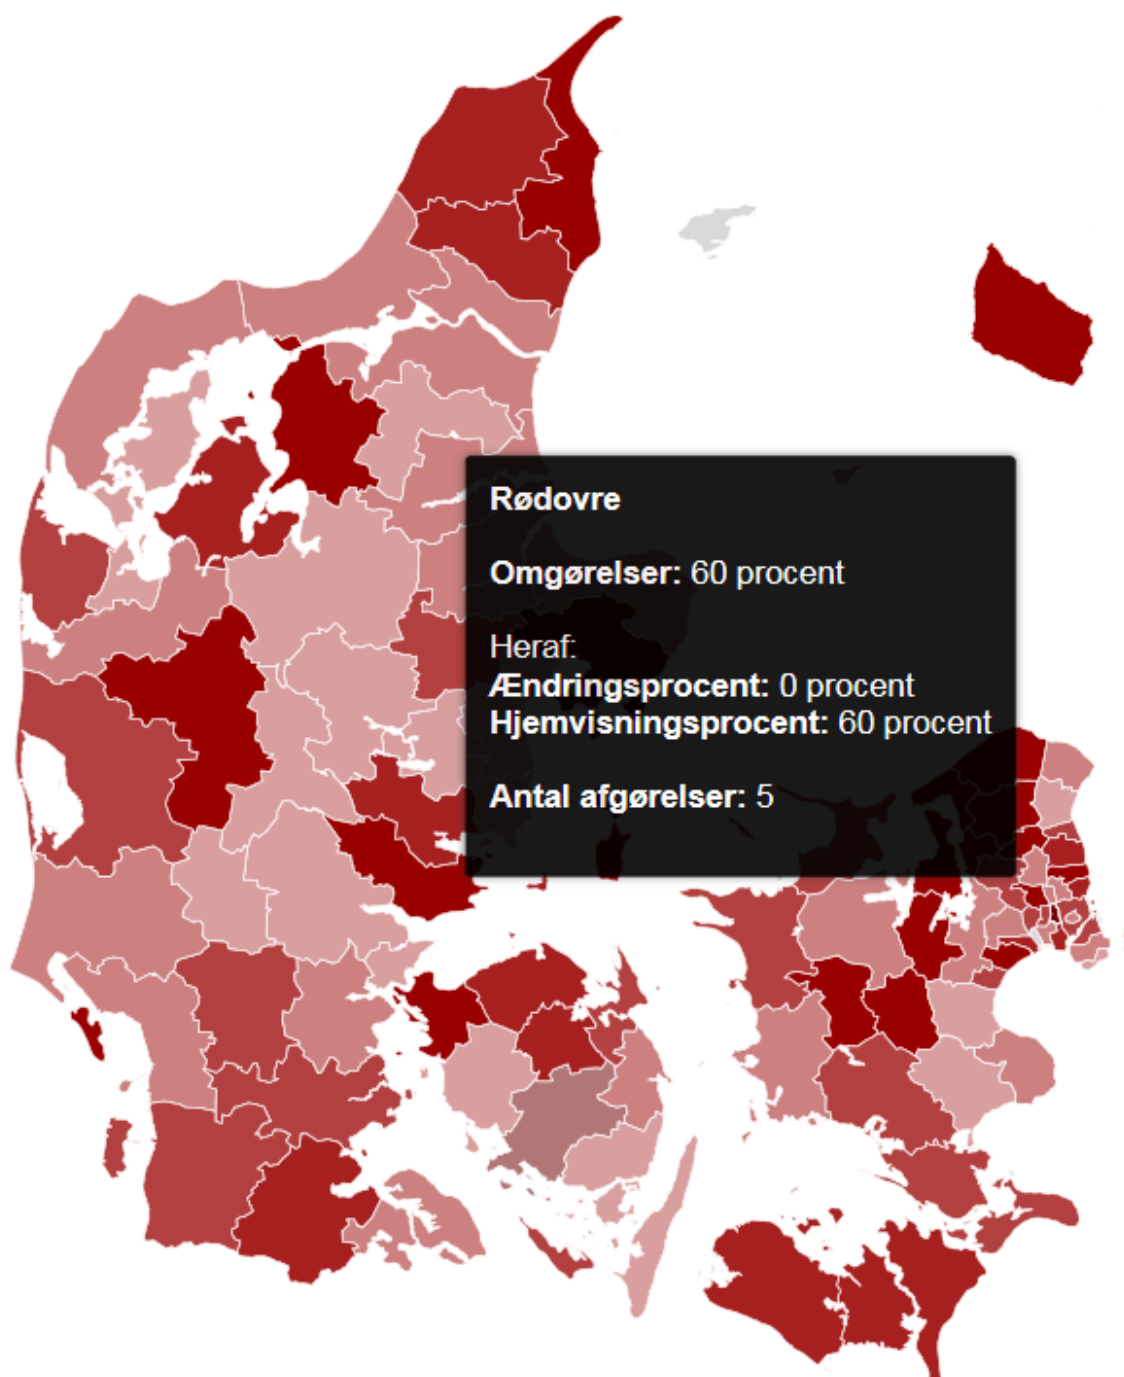 Rødovre
Omgørelser: 60 procent
Heraf:
Ændringsprocent: 0 procent
Hjemvisningsprocent: 60 procent
Antal afgørelser: 5